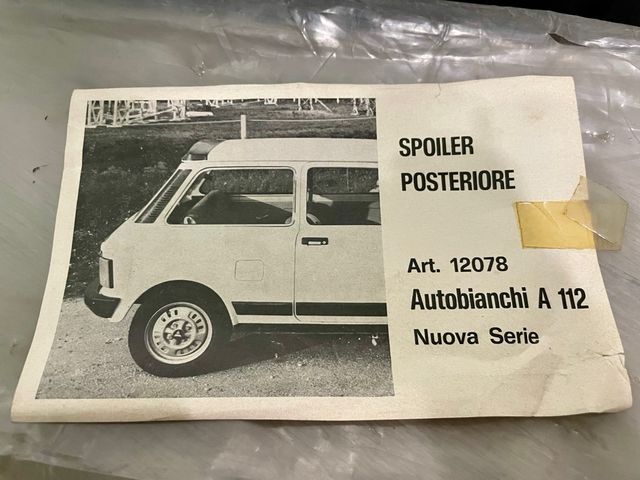 SPOILER
POSTERIORE
Art. 12078
Autobianchi A 112
Nuova Serie